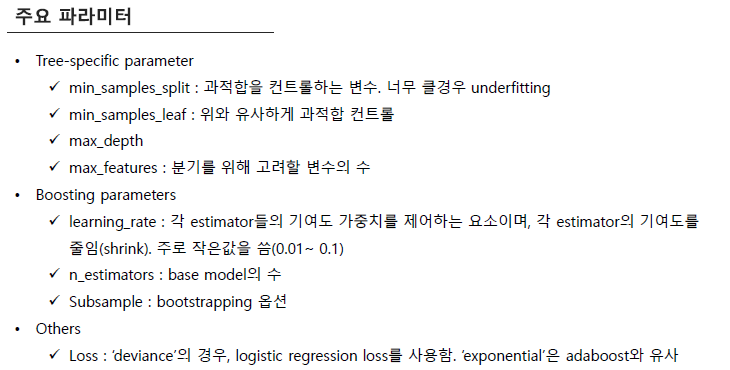 주요 파라미터
• Tree-specific parameter
✓ min_samples_split : 과적합을 컨트롤하는 변수. 너무 클경우 underfitting
✓ min_samples_leaf : 위와 유사하게 과적합 컨트롤
✓ max_depth
✓ max_features : 분기를 위해 고려할 변수의 수
• Boosting parameters
✓ learning_rate : 각 estimator들의 기여도 가중치를 제어하는 요소이며, 각 estimator의 기여도를
줄임(shrink). 주로 작은값을 씀(0.01~ 0.1)
✓ n_estimators : base model의 수
✓ Subsample : bootstrapping 옵션
• Others
✓ Loss : ‘deviance’의 경우, logistic regression loss를 사용함. ‘exponential’은 adaboost와 유사